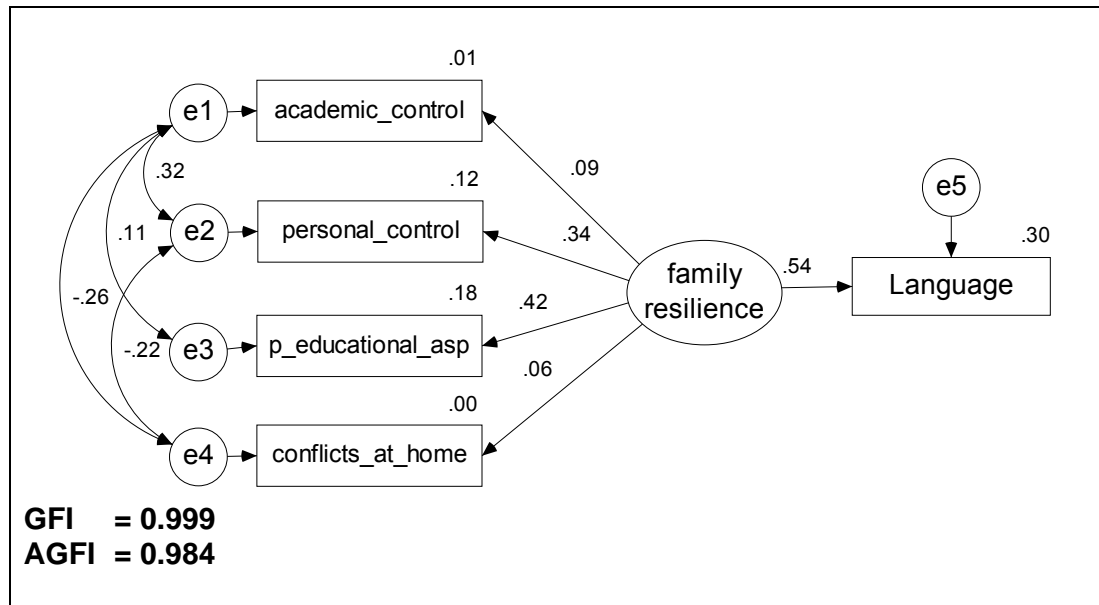 .01
e1
academic_control
.09
.32
.12
e5
e2
personal_control
.30
.11
.34
family
resilience
.54
Language
-.26
.18
.42
-.22
e3
p_educational_asp
.06
.00
e4
conflicts_at_home
GFI = 0.999
AGFI = 0.984